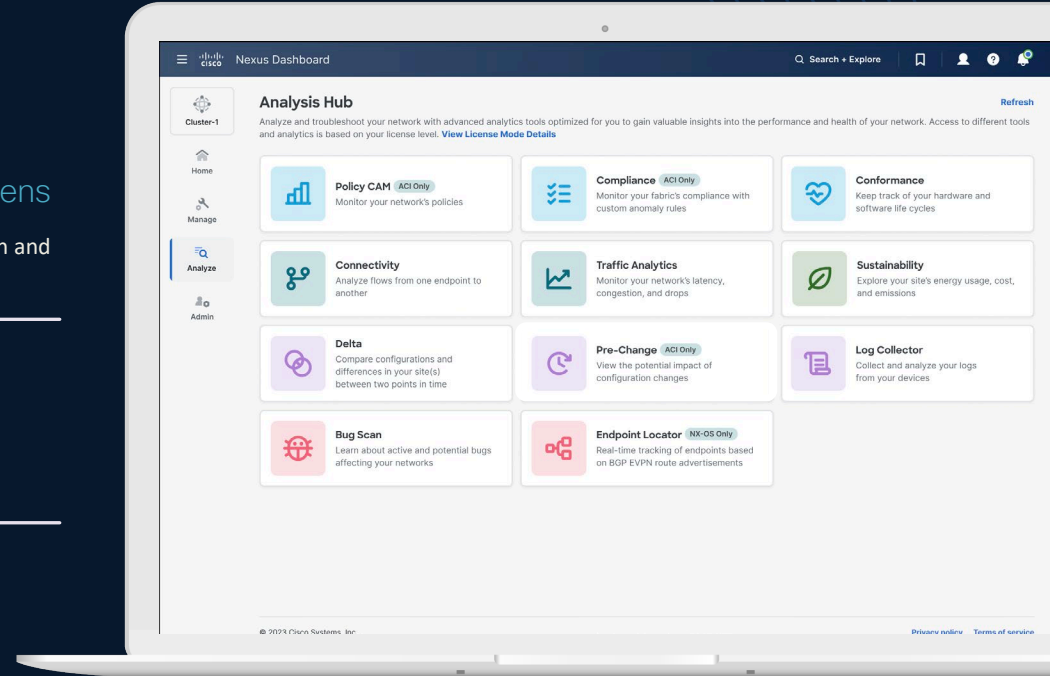 ens
n and
cisco Nexus Dashboard
Search + Explore
Cluster-1
Home
Manage
Analyze
Admin
Analysis Hub
Refresh
Analyze and troubleshoot your network with advanced analytics tools optimized for you to gain valuable insights into the performance and health of your network. Access to different tools
and analytics is based on your license level. View License Mode Details
Policy CAM ACI Only
Monitor your network's policies
Compliance ACI Only
Monitor your fabric's compliance with
custom anomaly rules
Conformance
Keep track of your hardware and
software life cycles
Connectivity
Analyze flows from one endpoint to
another
Traffic Analytics
Monitor your network's latency,
congestion, and drops
Sustainability
Explore your site's energy usage, cost,
and emissions
Delta
Compare configurations and
differences in your site(s)
between two points in time
Pre-Change ACI Only
View the potential impact of
configuration changes
Log Collector
Collect and analyze your logs
from your devices
Bug Scan
Learn about active and potential bugs
affecting your networks
Endpoint Locator NX-OS Only
Real-time tracking of endpoints based
on BGP EVPN route advertisements
© 2023 Cisco Systems, Inc.
Privacy policy Terms of service